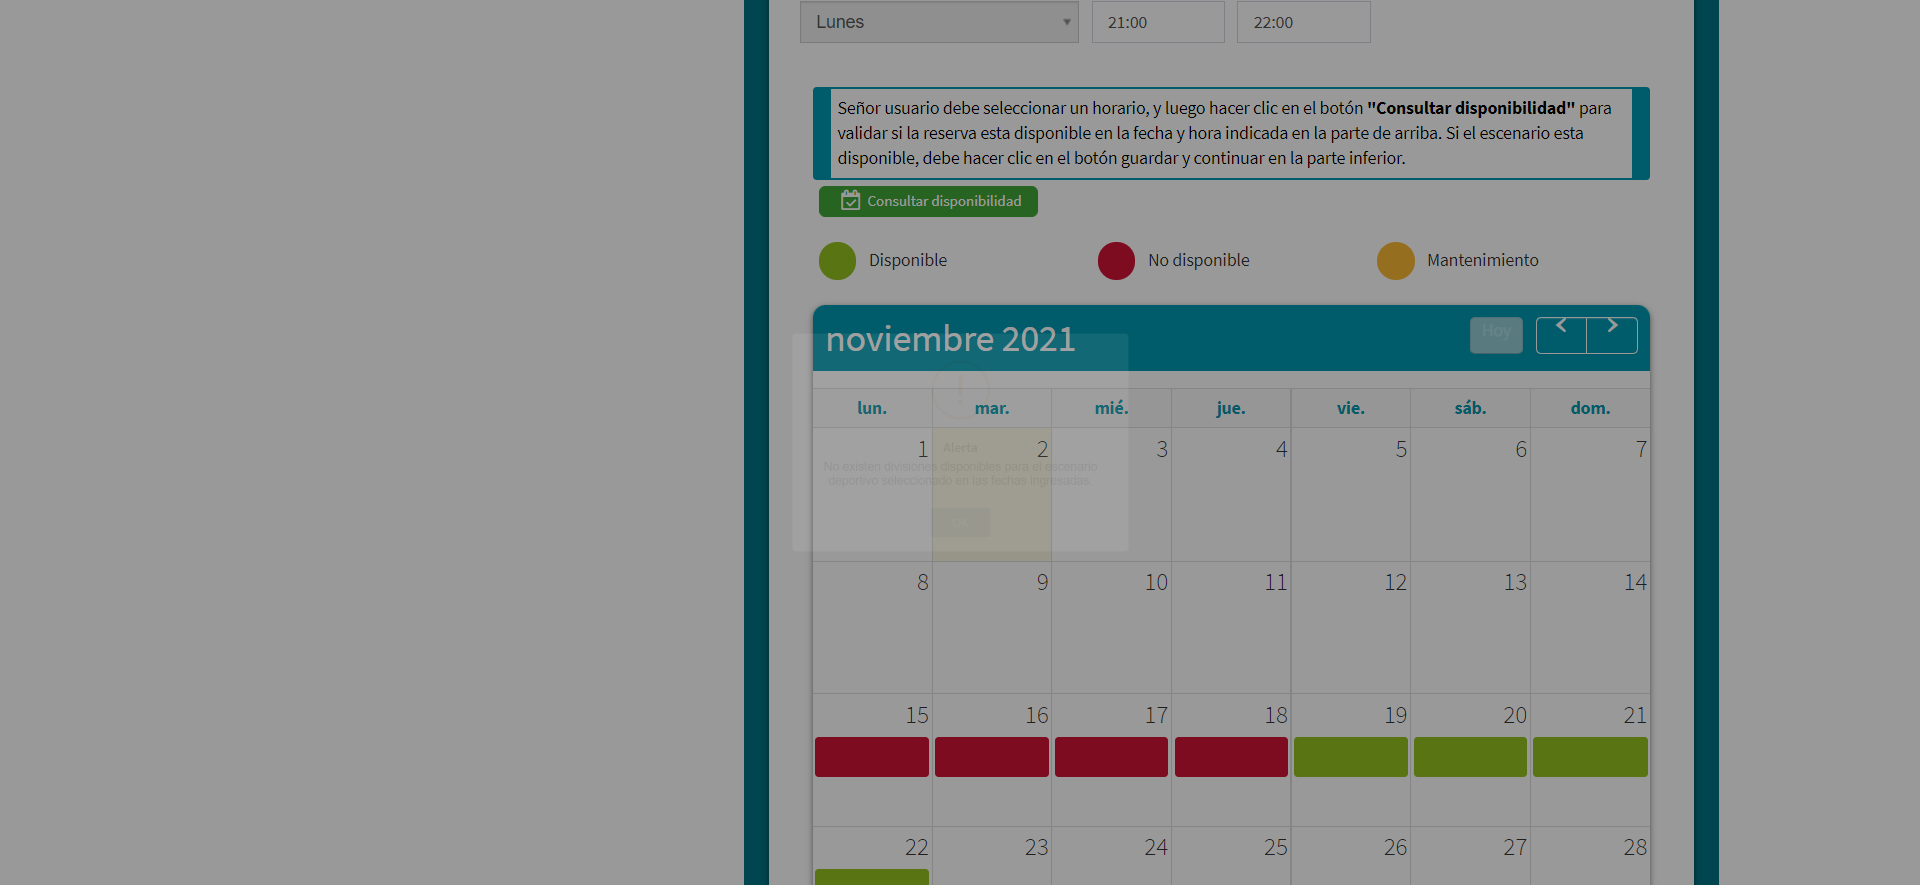 Lunes 21:00 22:00
Señor usuario debe seleccionar un horario, y luego hacer clic en el botón "Consultar disponibilidad" para
validar si la reserva esta disponible en la fecha y hora indicada en la parte de arriba. Si el escenario esta
disponible, debe hacer clic en el botón guardar y continuar en la parte inferior.
Consultar disponibilidad
Disponible No disponible Mantenimiento
noviembre 2021 Hoy
lun. mar. mié. jue. vie. sáb. dom.
1 2 3 4 5 6 7
Alerta
No existen divisiones disponibles para el escenario
deportivo seleccionado en las fechas ingresadas.
OK
8 9 10 11 12 13 14
15 16 17 18 19 20 21
22 23 24 25 26 27 28